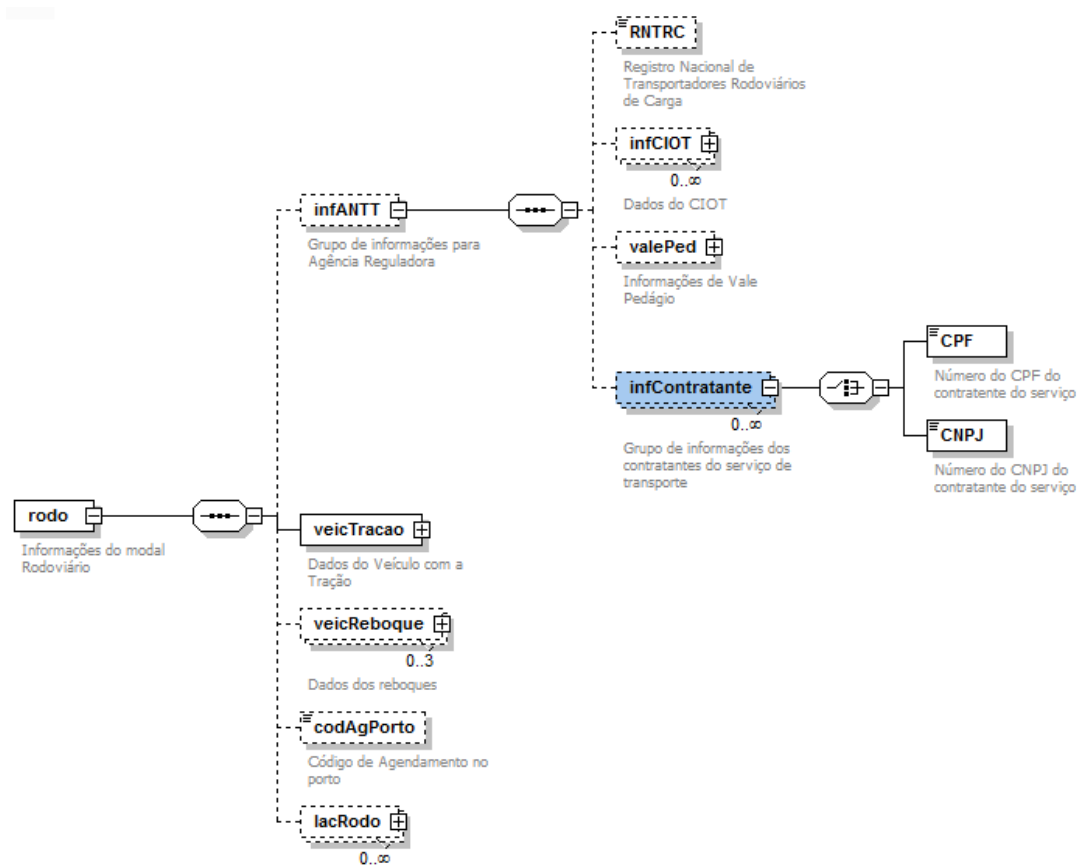 RNTRC
Registro Nacional de
Transportadores Rodoviários
de Carga
infCIOT
0..∞
Dados do CIOT
infANTT
Grupo de informações para
Agência Reguladora
valePed
Informações de Vale
Pedágio
infContratante
0..∞
Grupo de informações dos
contratantes do serviço de
transporte
CPF
Número do CPF do
contratente do serviço
CNPJ
Número do CNPJ do
contratante do serviço
rodo
Informações do modal
Rodoviário
veicTracao
Dados do Veículo com a
Tração
veicReboque
0..3
Dados dos reboques
codAgPorto
Código de Agendamento no
porto
lacRodo
0..∞